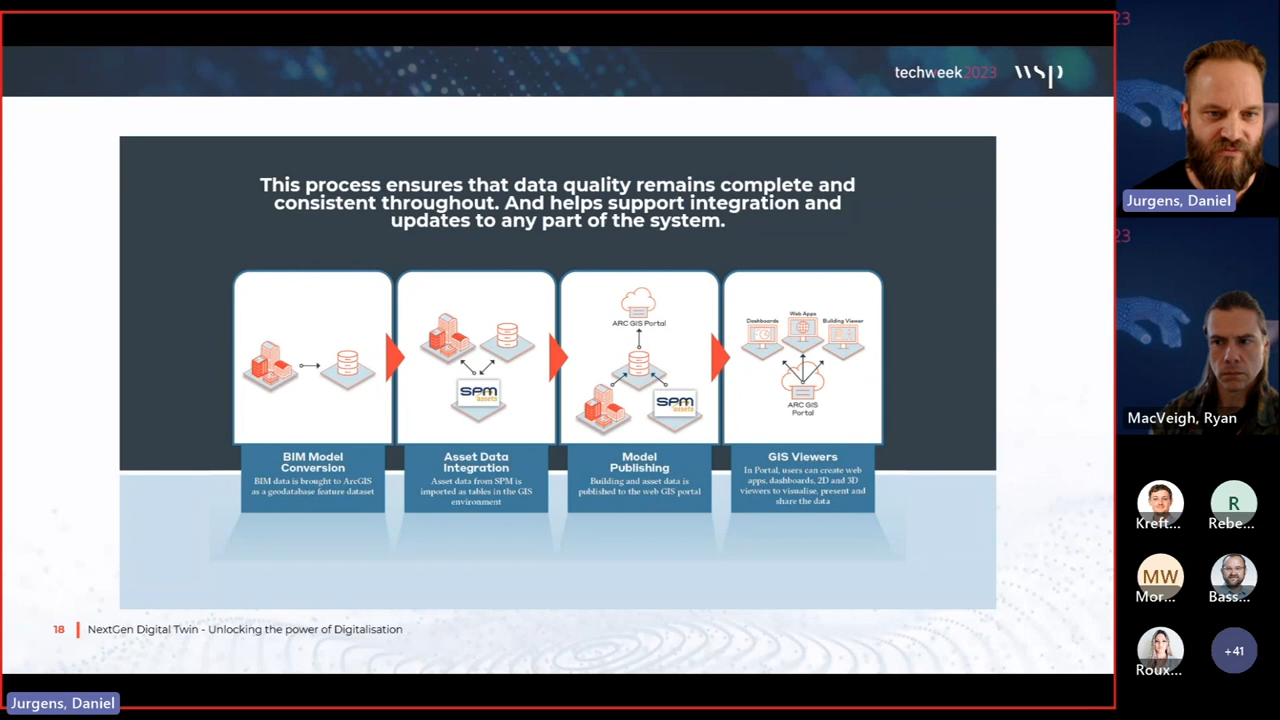 techweek2023 wsp
This process ensures that data quality remains complete and
consistent throughout. And helps support integration and
updates to any part of the system.
ARC GIS Portal
Dashboards
Web Apps
Building Viewer
SPM
assets
SPM
assets
ARC GIS
Portal
BIM Model
Conversion
BIM data is brought to ArcGIS
as a geodatabase feature dataset
Asset Data
Integration
Asset data from SPM is
imported as tables in the GIS
environment
Model
Publishing
Building and asset data is
published to the web GIS portal
GIS Viewers
In Portal, users can create web
apps, dashboards, 2D and 3D
viewers to visualise, present and
share the data
18 NextGen Digital Twin - Unlocking the power of Digitalisation
Jurgens, Daniel
23
Jurgens, Daniel
23
MacVeigh, Ryan
R
Kreft... Rebe...
MW
Mor... Bass...
+41
Roux...